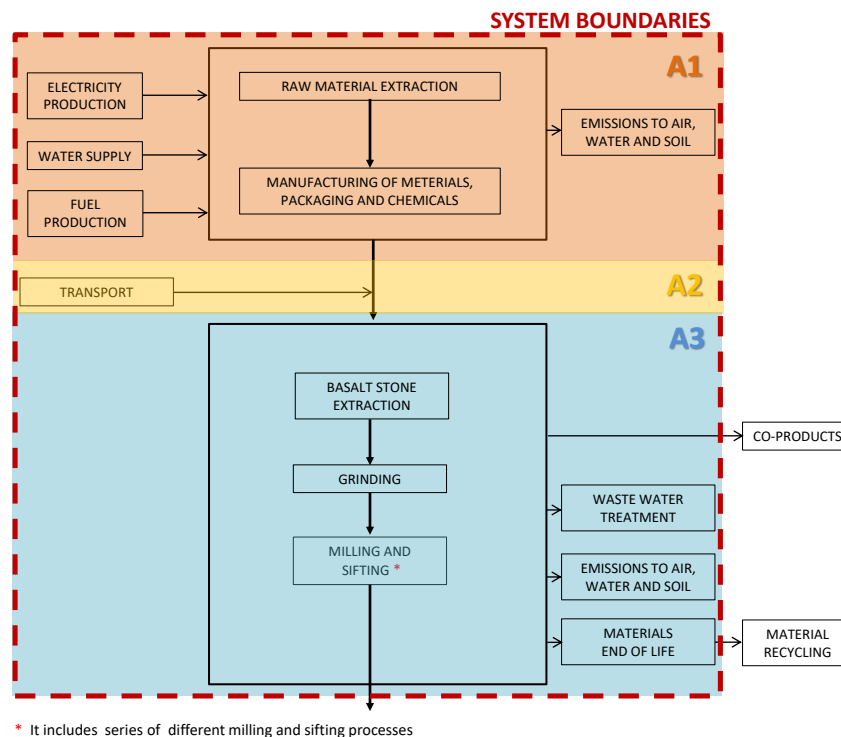 SYSTEM BOUNDARIES
A1
ELECTRICITY
PRODUCTION
WATER SUPPLY
FUEL
PRODUCTION
RAW MATERIAL EXTRACTION
MANUFACTURING OF METERIALS,
PACKAGING AND CHEMICALS
EMISSIONS TO AIR,
WATER AND SOIL
A2
TRANSPORT
A3
BASALT STONE
EXTRACTION
GRINDING
MILLING AND
SIFTING *
CO-PRODUCTS
WASTE WATER
TREATMENT
EMISSIONS TO AIR,
WATER AND SOIL
MATERIALS
END OF LIFE
MATERIAL
RECYCLING
* It includes series of different milling and sifting processes